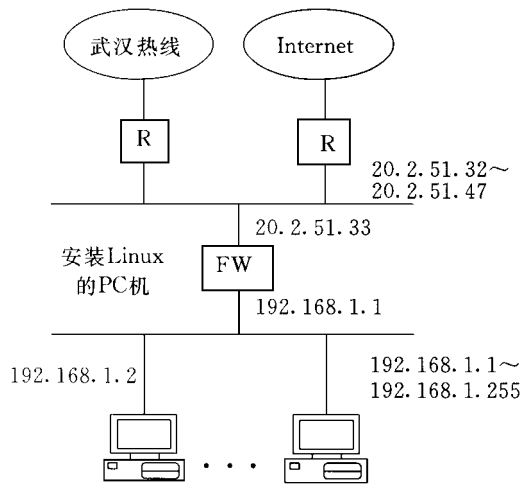 武汉热线
Internet
R
R
20.2.51.32～
20.2.51.47
20.2.51.33
安装Linux
的PC机
FW
192.168.1.1
192.168.1.2
192.168.1.1～
192.168.1.255
· · ·